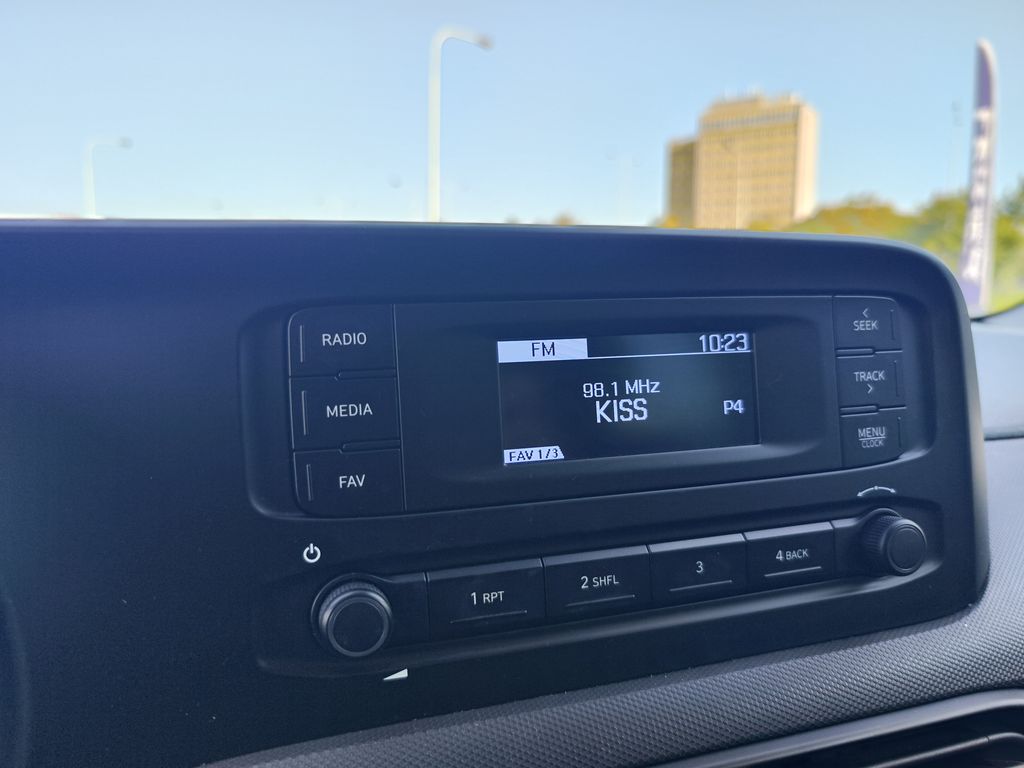 RADIO
MEDIA
FAV
FM 10:23
98.1 MHz
KISS P4
FAV 1/3
SEEK
TRACK
MENU
CLOCK
1 RPT
2 SHFL
3
4 BACK